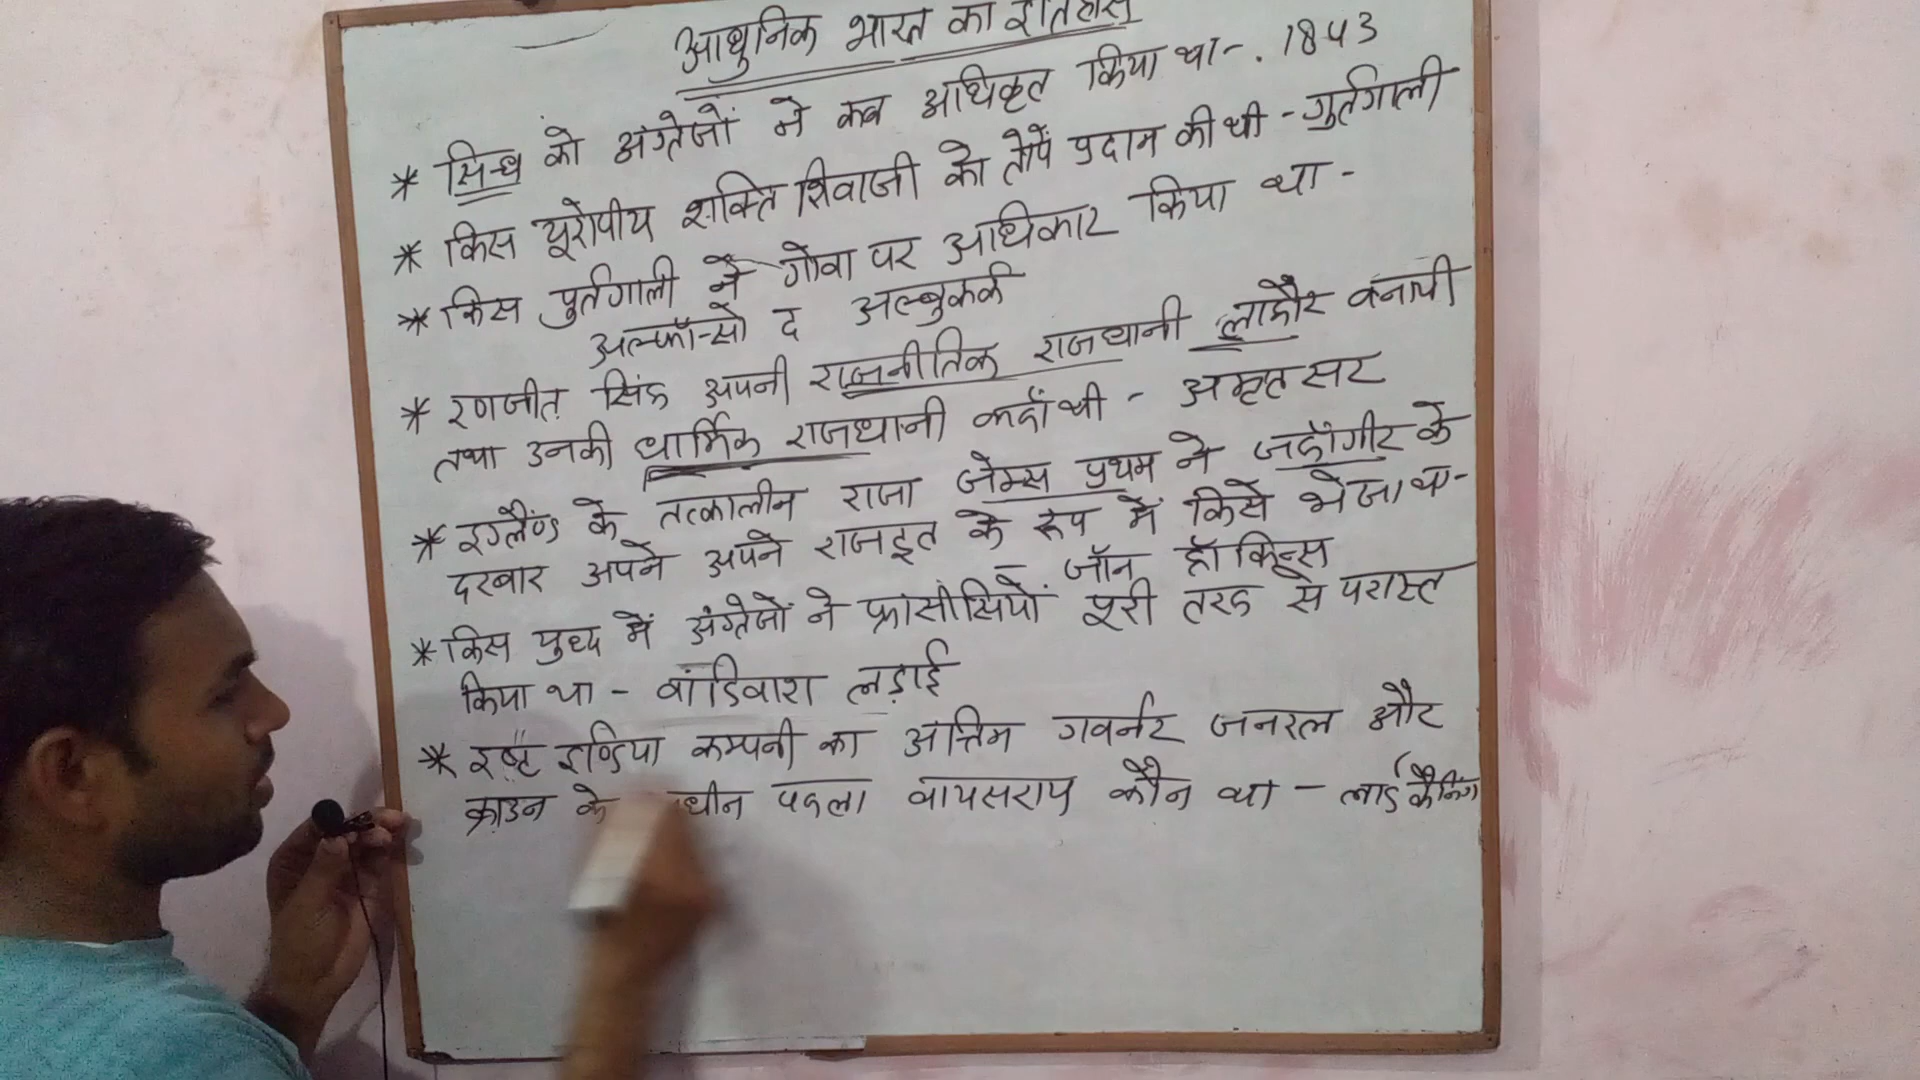 आधुनिक भारत का इतिहास
* सिन्ध को अंग्रेजों ने कब अधिकृत किया था-. 1843
* किस यूरोपीय शक्ति शिवाजी को तोपें प्रदान की थी - गुर्तगाली
* किस पुर्तगाली ने गोवा पर अधिकार किया था -
अल्फॉन्सो द अल्बुकर्क
* रणजीत सिंह अपनी राजनीतिक राजधानी लाहौर बनायी
तथा उनकी धार्मिक राजधानी कहाँ थी - अमृतसर
* इग्लैण्ड के तत्कालीन राजा जेम्स प्रथम ने जहाँगीर के
दरबार अपने अपने राजदूत के रूप में किसे भेजा था-
- जॉन हॉकिन्स
* किस युध्द में अंग्रेजों ने फ्रांसीसियों पूरी तरह से परास्त
किया था - वांडिवाश लड़ाई
* इष्ट इण्डिया कम्पनी का अन्तिम गवर्नर जनरल और
क्राउन के धीन पहला वायसराय कौन था - लार्ड कैनिंग